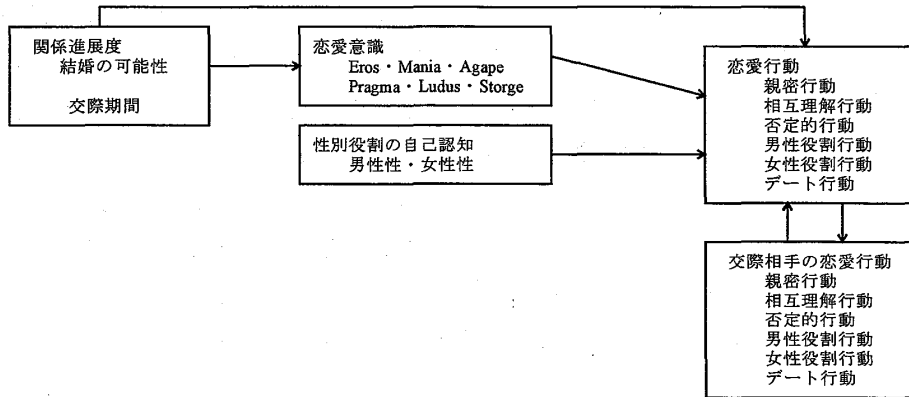 関係進展度
結婚の可能性
交際期間
恋愛意識
Eros・Mania・Agape
Pragma・Ludus・Storge
性別役割の自己認知
男性性・女性性
恋愛行動
親密行動
相互理解行動
否定的行動
男性役割行動
女性役割行動
デート行動
交際相手の恋愛行動
親密行動
相互理解行動
否定的行動
男性役割行動
女性役割行動
デート行動